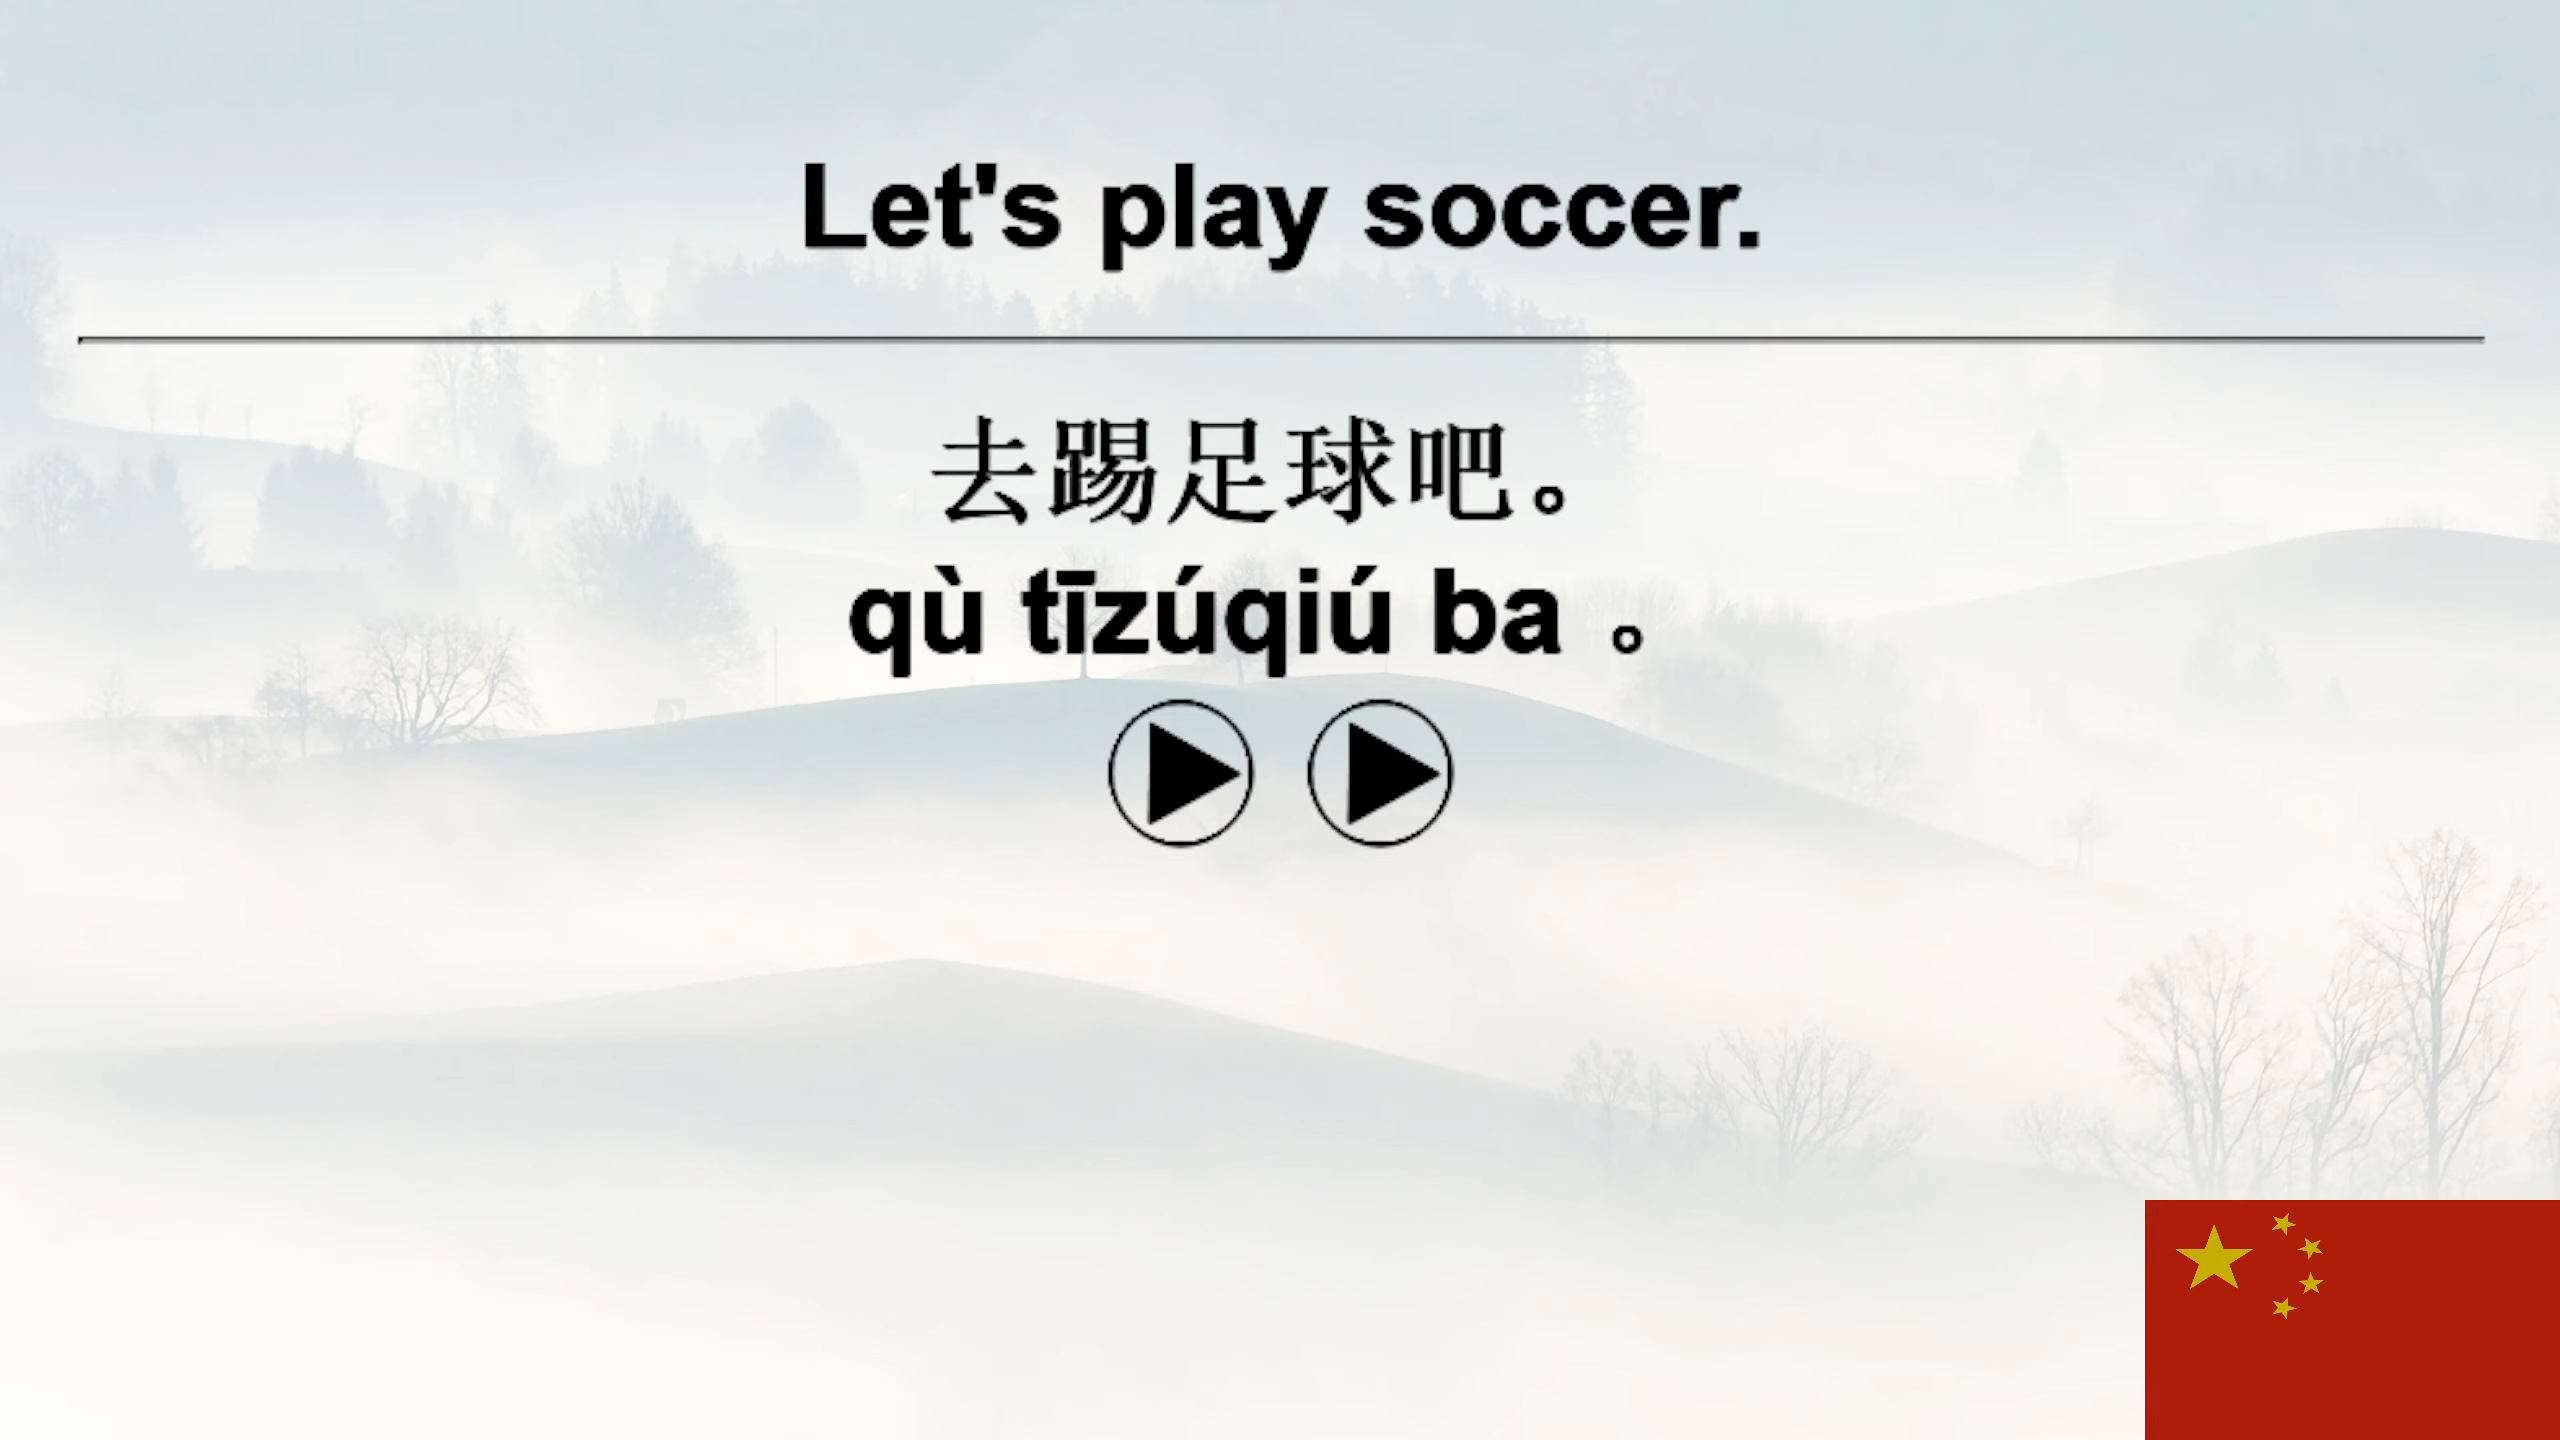 Let's play soccer.
去踢足球吧。
qù tīzúqiú ba 。